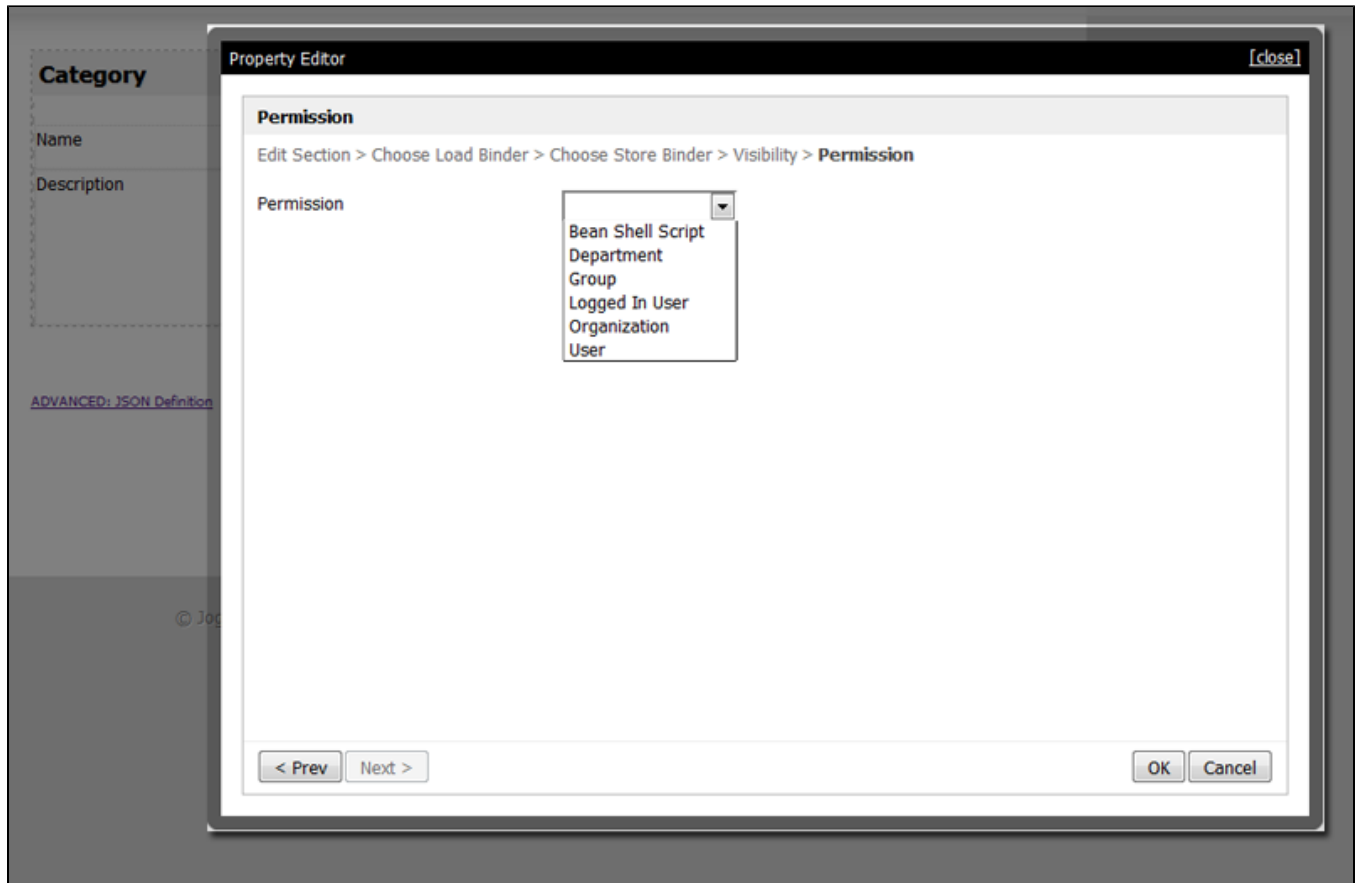 Property Editor
[close]
Category
Permission
Name
Edit Section > Choose Load Binder > Choose Store Binder > Visibility > Permission
Description
Permission
Bean Shell Script
Department
Group
Logged In User
Organization
User
ADVANCED: JSON Definition
©
< Prev
Next >
OK
Cancel